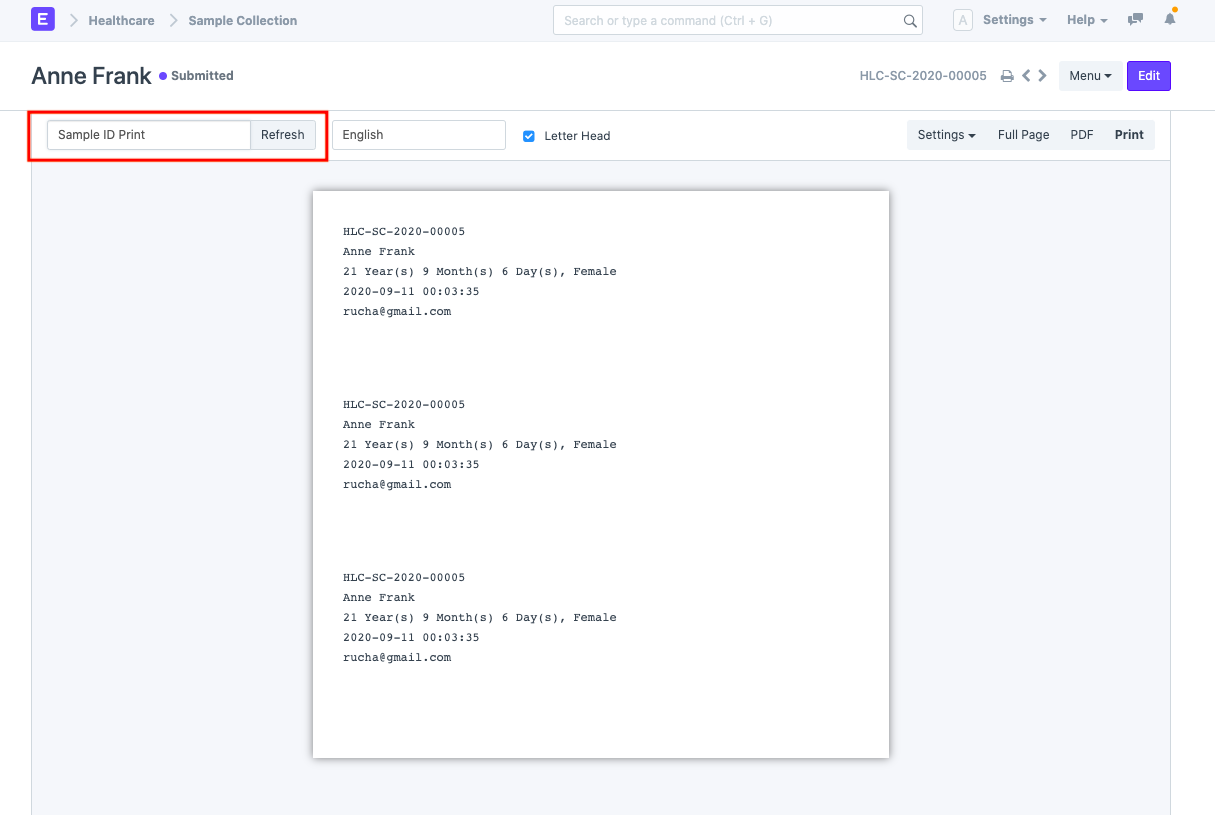 E Healthcare Sample Collection Search or type a command (Ctrl + G) A Settings Help
Anne Frank Submitted HLC-SC-2020-00005 Menu Edit
Sample ID Print Refresh English Letter Head Settings Full Page PDF Print
HLC-SC-2020-00005
Anne Frank
21 Year(s) 9 Month(s) 6 Day(s), Female
2020-09-11 00:03:35
rucha@gmail.com
HLC-SC-2020-00005
Anne Frank
21 Year(s) 9 Month(s) 6 Day(s), Female
2020-09-11 00:03:35
rucha@gmail.com
HLC-SC-2020-00005
Anne Frank
21 Year(s) 9 Month(s) 6 Day(s), Female
2020-09-11 00:03:35
rucha@gmail.com